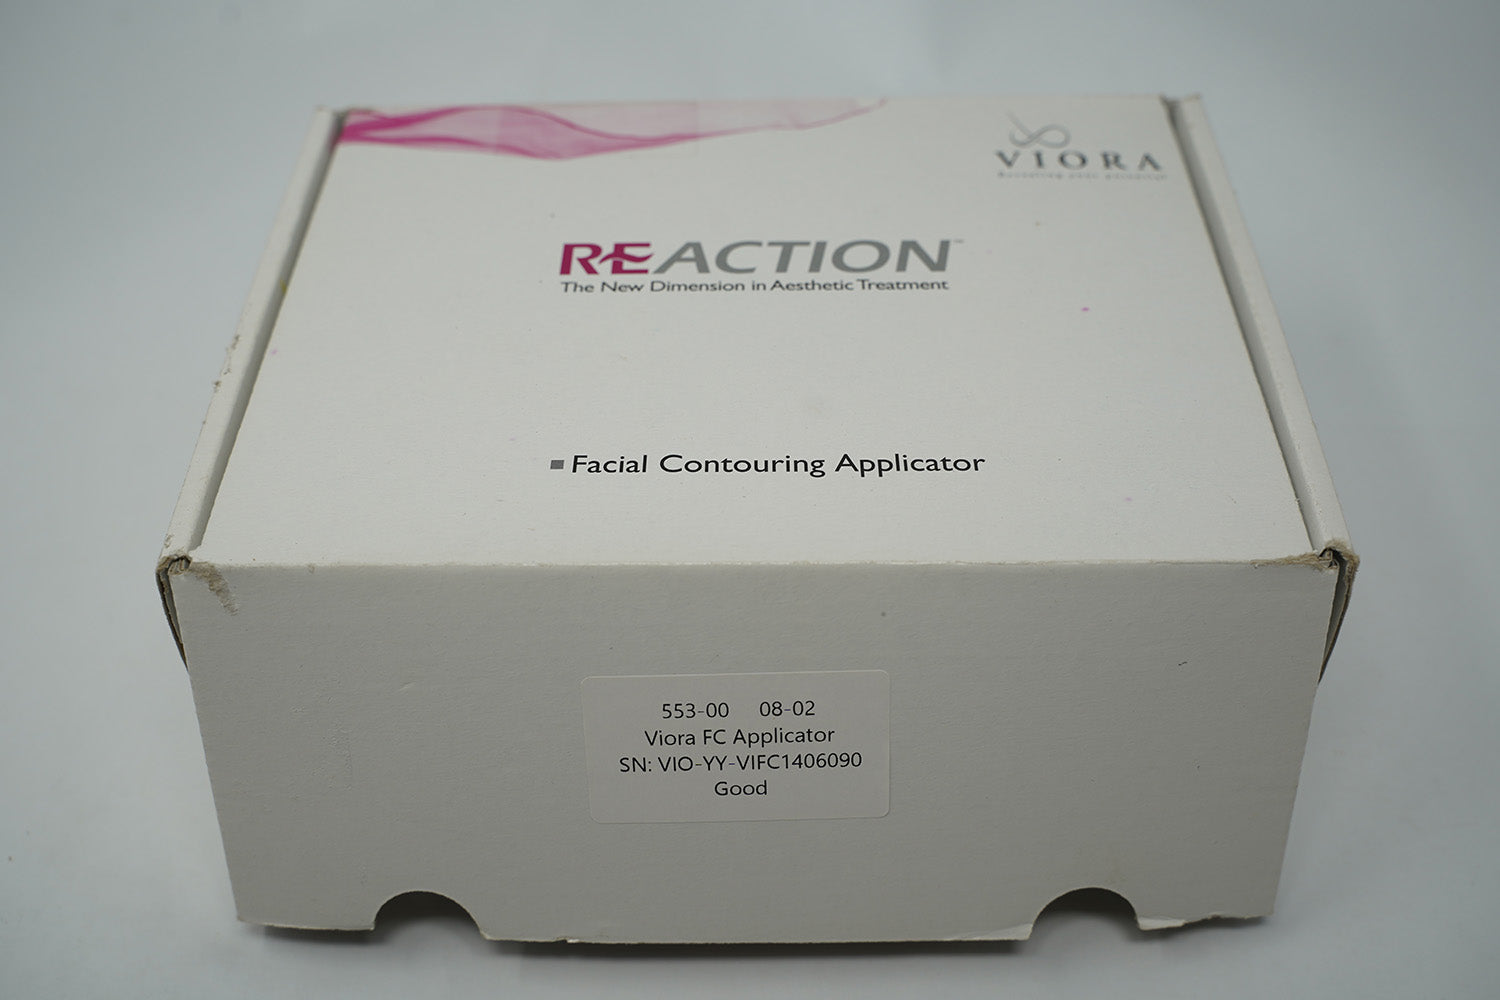 VIORA
REACTION™
The New Dimension in Aesthetic Treatment
▪ Facial Contouring Applicator
553-00 08-02
Viora FC Applicator
SN: VIO-YY-VIFC1406090
Good